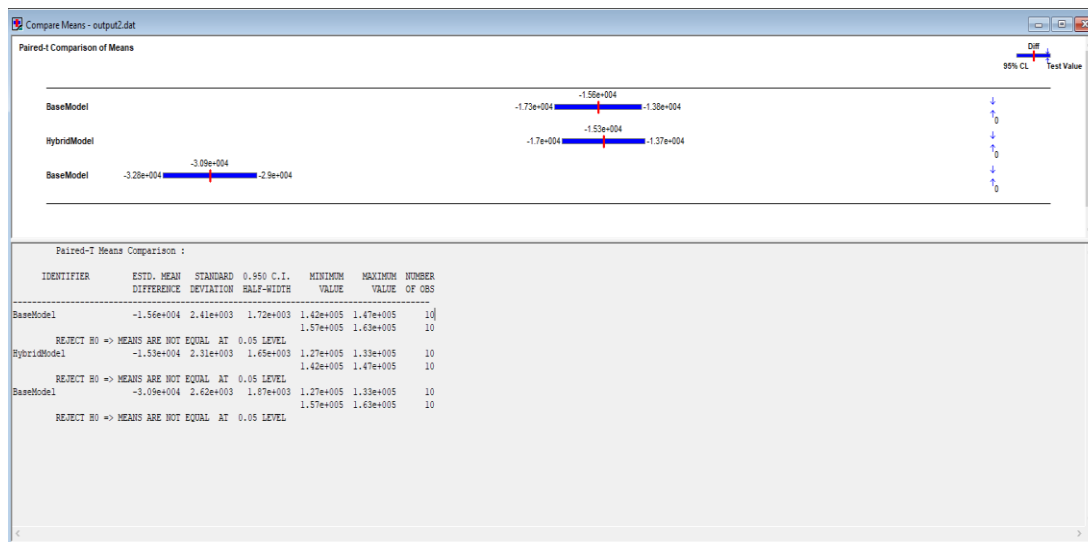 Compare Means - output2.dat
Paired-t Comparison of Means
Diff
95% CL Test Value
-1.56e+004
BaseModel -1.73e+004 -1.38e+004
0
-1.53e+004
HybridModel -1.7e+004 -1.37e+004
0
-3.09e+004
BaseModel -3.28e+004 -2.9e+004
0
Paired-T Means Comparison :
IDENTIFIER ESTD. MEAN STANDARD 0.950 C.I. MINIMUM MAXIMUM NUMBER
DIFFERENCE DEVIATION HALF-WIDTH VALUE VALUE OF OBS
BaseModel -1.56e+004 2.41e+003 1.72e+003 1.42e+005 1.47e+005 10
1.57e+005 1.63e+005 10
REJECT H0 => MEANS ARE NOT EQUAL AT 0.05 LEVEL
HybridModel -1.53e+004 2.31e+003 1.65e+003 1.27e+005 1.33e+005 10
1.42e+005 1.47e+005 10
REJECT H0 => MEANS ARE NOT EQUAL AT 0.05 LEVEL
BaseModel -3.09e+004 2.62e+003 1.87e+003 1.27e+005 1.33e+005 10
1.57e+005 1.63e+005 10
REJECT H0 => MEANS ARE NOT EQUAL AT 0.05 LEVEL